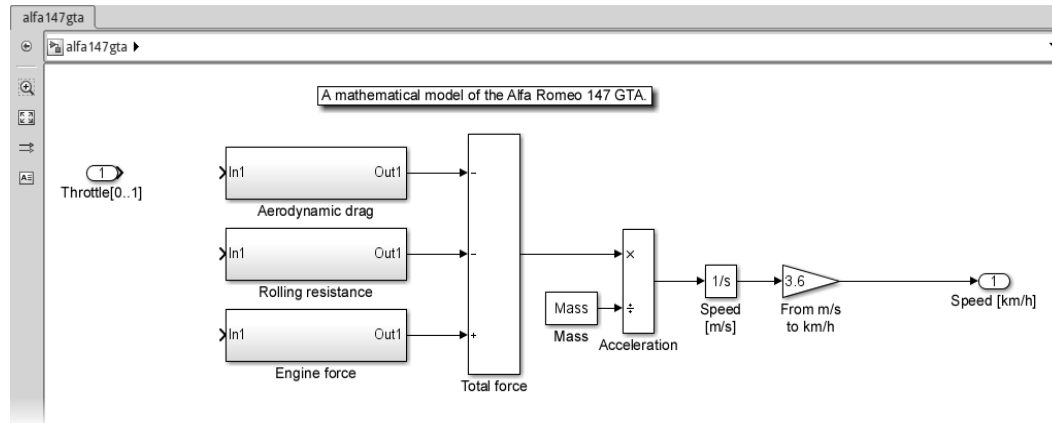 alfa147gta
alfa147gta
A mathematical model of the Alfa Romeo 147 GTA.
1
Throttle[0..1]
In1 Out1
Aerodynamic drag
In1 Out1
Rolling resistance
In1 Out1
Engine force
−
−
+
Total force
×
÷
Acceleration
Mass
Mass
1/s
Speed
[m/s]
3.6
From m/s
to km/h
1
Speed [km/h]